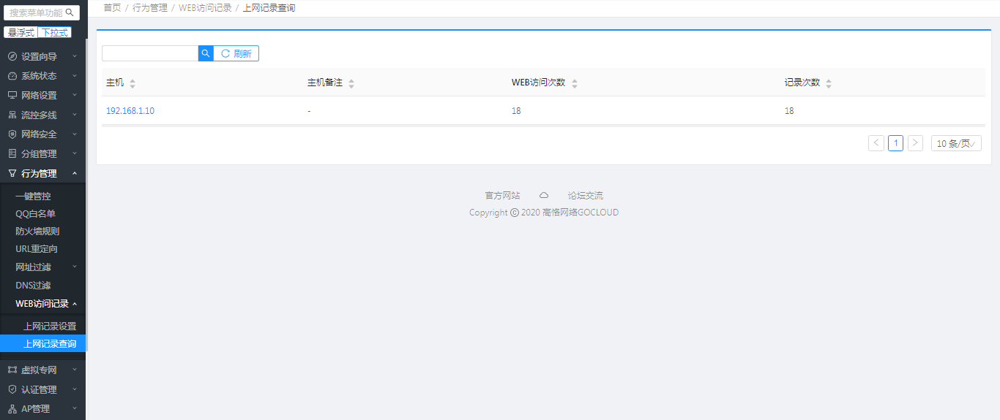 搜索菜单功能
悬浮式 下拉式
设置向导
系统状态
网络设置
流控多线
网络安全
分组管理
行为管理
一键管控
QQ白名单
防火墙规则
URL重定向
网址过滤
DNS过滤
WEB访问记录
上网记录设置
上网记录查询
虚拟专网
认证管理
AP管理
首页 / 行为管理 / WEB访问记录 / 上网记录查询
刷新
主机 主机备注 WEB访问次数 记录次数
192.168.1.10 - 18 18
< 1 > 10 条/页
官方网站 论坛交流
Copyright © 2020 高恪网络GOCLOUD